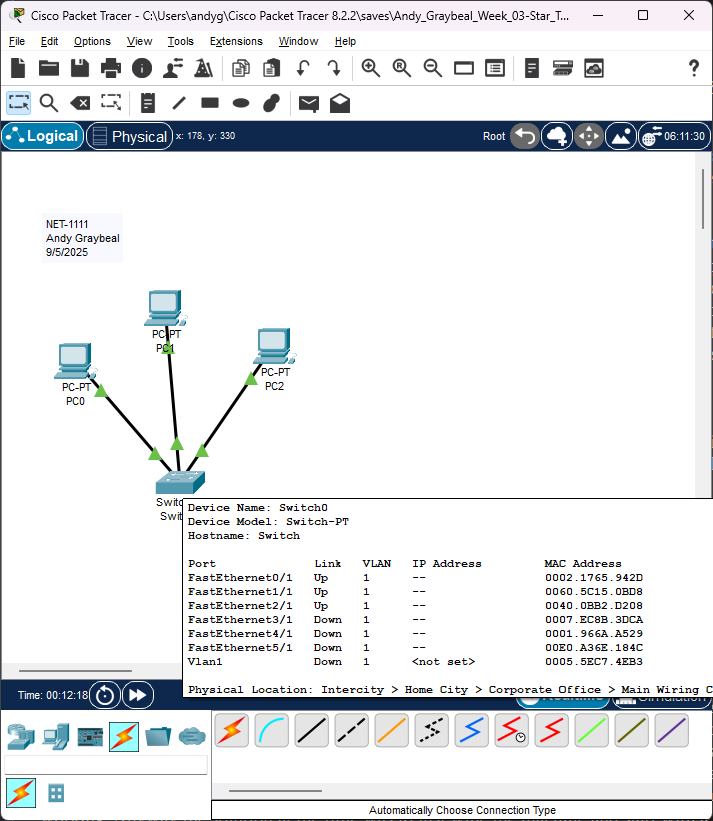 Cisco Packet Tracer - C:\Users\andyg\Cisco Packet Tracer 8.2.2\saves\Andy_Graybeal_Week_03-Star_T...
File Edit Options View Tools Extensions Window Help
Logical Physical x: 178, y: 330 Root 06:11:30
NET-1111
Andy Graybeal
9/5/2025
PC-PT
PC1
PC-PT
PC0
PC-PT
PC2
Switc
Swit
Device Name: Switch0
Device Model: Switch-PT
Hostname: Switch
Port Link VLAN IP Address MAC Address
FastEthernet0/1 Up 1 -- 0002.1765.942D
FastEthernet1/1 Up 1 -- 0060.5C15.0BD8
FastEthernet2/1 Up 1 -- 0040.0BB2.D208
FastEthernet3/1 Down 1 -- 0007.EC8B.3DCA
FastEthernet4/1 Down 1 -- 0001.966A.A529
FastEthernet5/1 Down 1 -- 00E0.A36E.184C
Vlan1 Down 1 <not set> 0005.5EC7.4EB3
Physical Location: Intercity > Home City > Corporate Office > Main Wiring C
Time: 00:12:18
Automatically Choose Connection Type